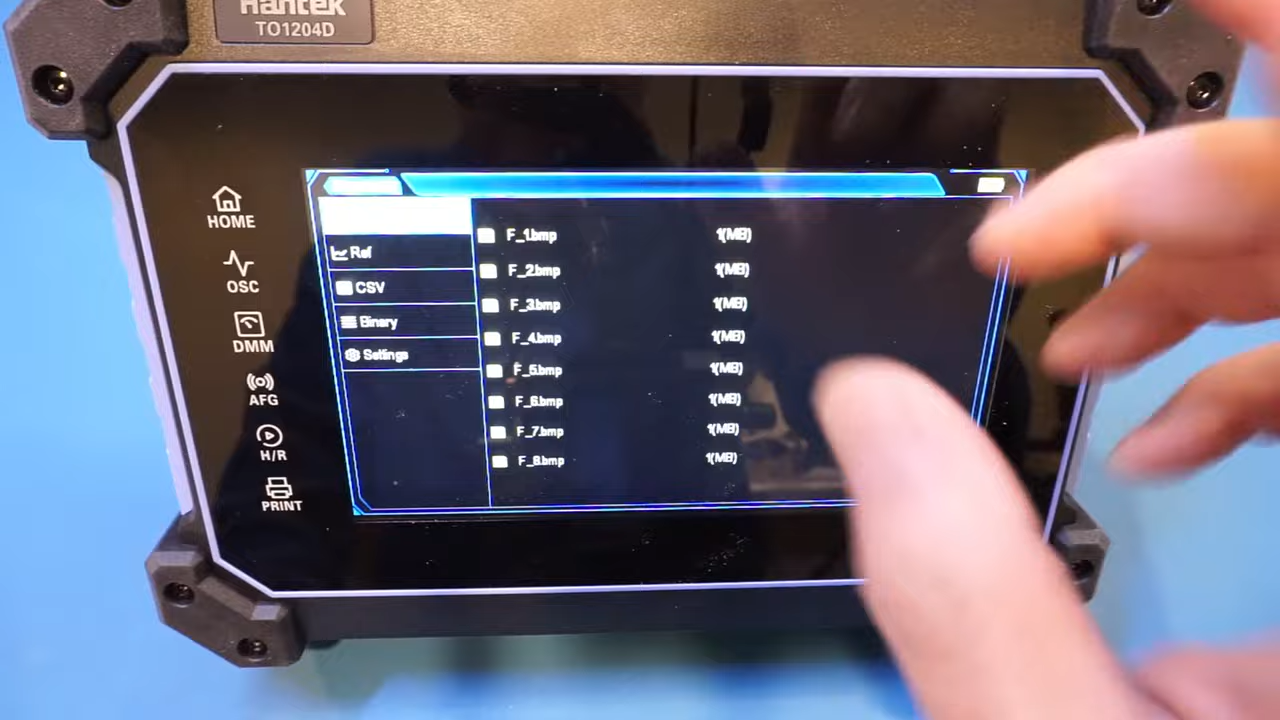 Hantek
TO1204D
HOME
OSC
DMM
AFG
H/R
PRINT
Ref
CSV
Binary
Settings
F_1.bmp 1(MB)
F_2.bmp 1(MB)
F_3.bmp 1(MB)
F_4.bmp 1(MB)
F_5.bmp 1(MB)
F_6.bmp 1(MB)
F_7.bmp 1(MB)
F_8.bmp 1(MB)